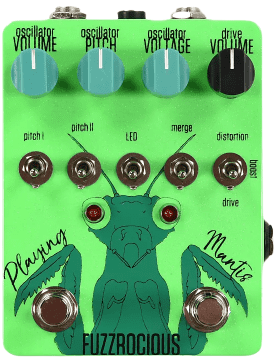 oscillator oscillator oscillator drive
VOLUME PITCH VOLTAGE VOLUME
pitch I pitch II LED merge distortion
boost
drive
Playing Mantis
FUZZROCIOUS